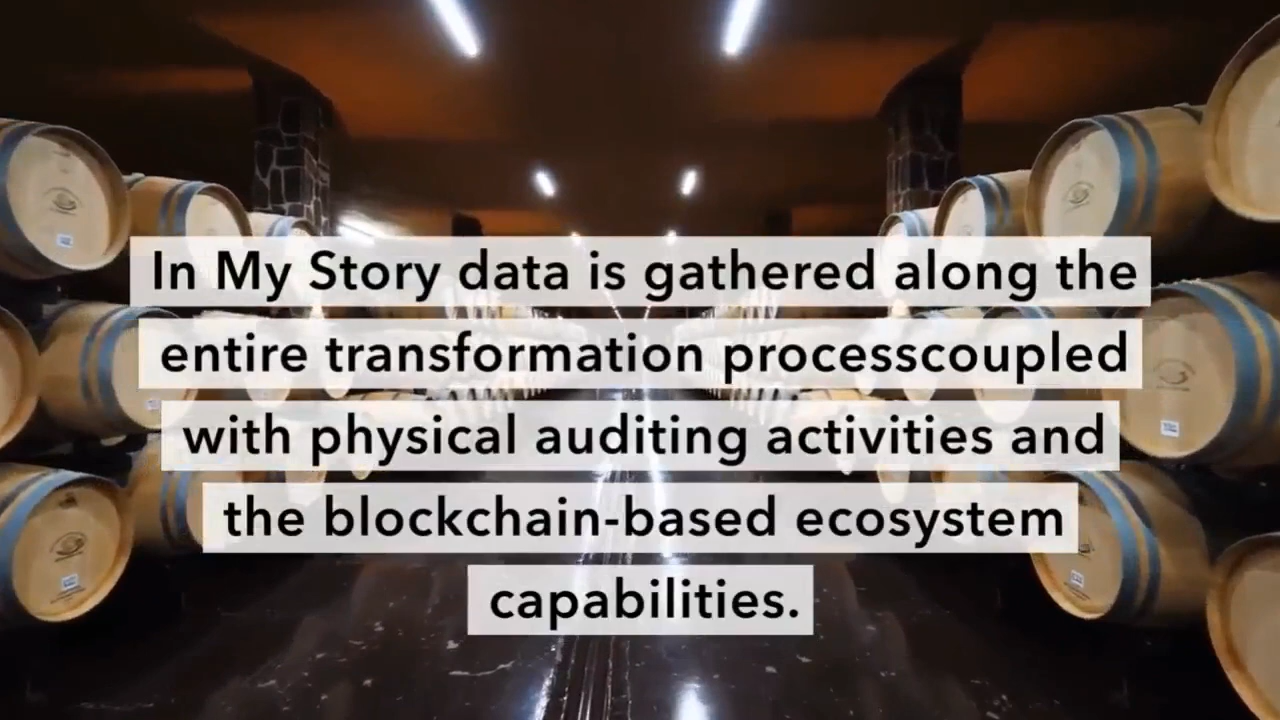 In My Story data is gathered along the
entire transformation processcoupled
with physical auditing activities and
the blockchain-based ecosystem
capabilities.